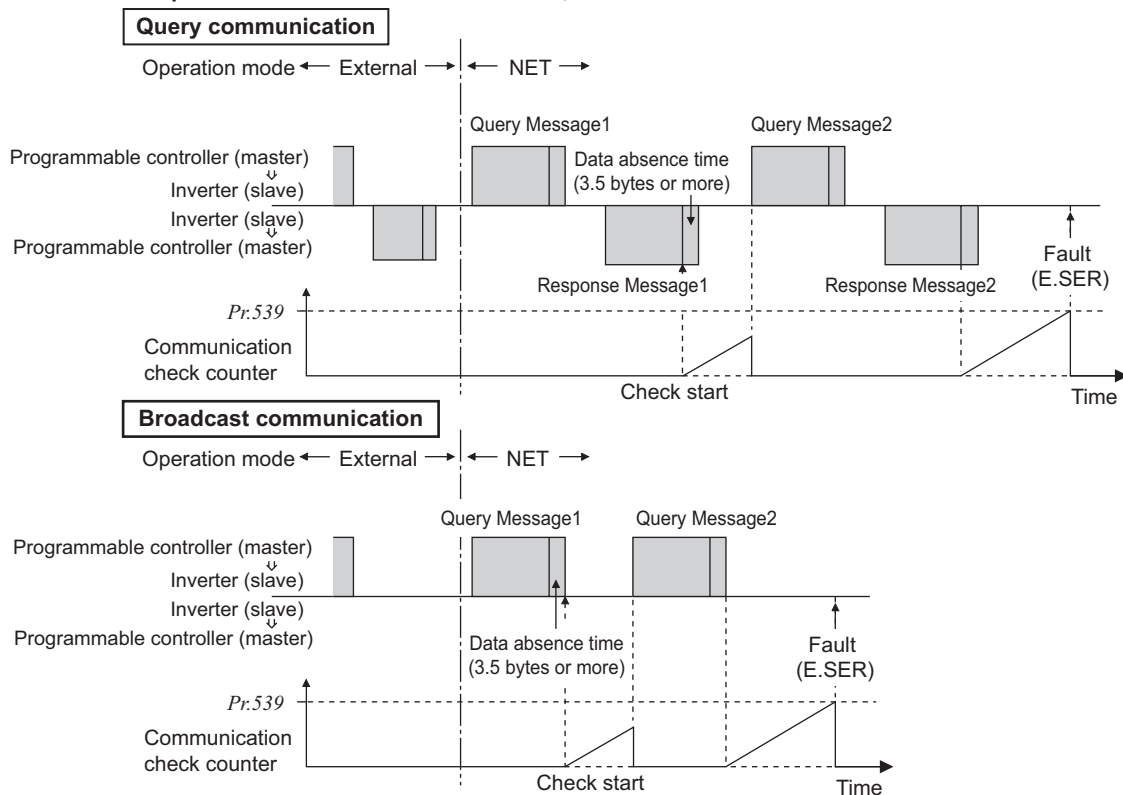 Query communication
Operation mode External NET
Query Message1 Query Message2
Programmable controller (master)
Data absence time
(3.5 bytes or more)
Inverter (slave)
Inverter (slave)
Programmable controller (master)
Fault
(E.SER)
Response Message1 Response Message2
Pr.539
Communication
check counter
Check start
Time
Broadcast communication
Operation mode External NET
Query Message1 Query Message2
Programmable controller (master)
Inverter (slave)
Inverter (slave)
Programmable controller (master)
Data absence time
(3.5 bytes or more)
Fault
(E.SER)
Pr.539
Communication
check counter
Check start
Time